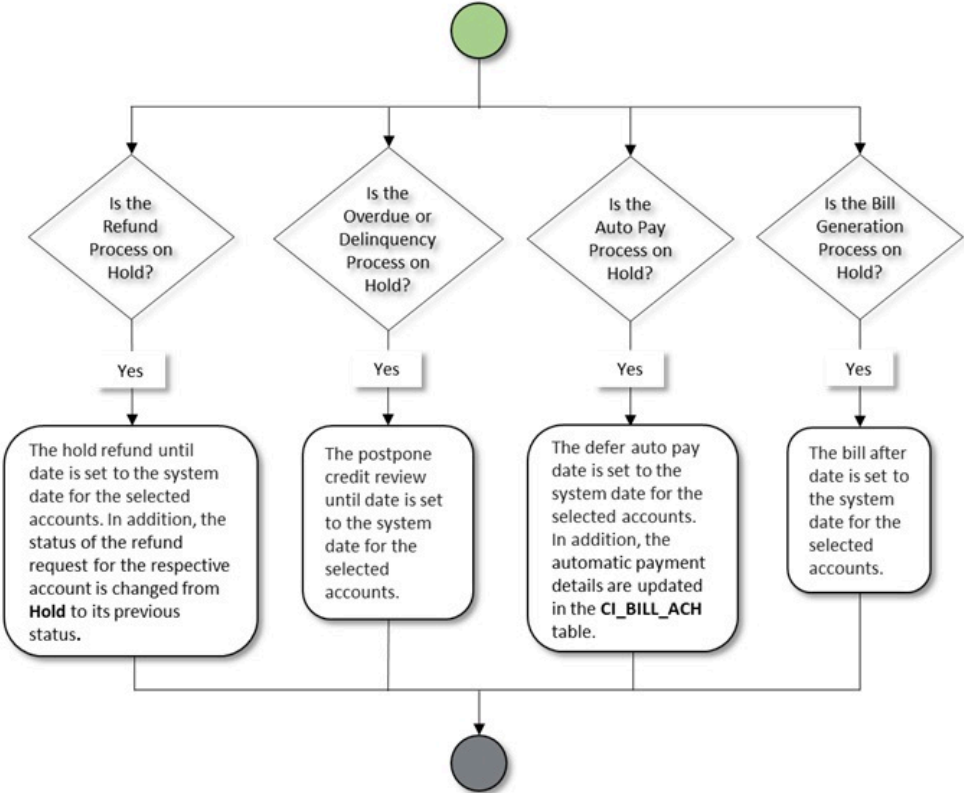 Is the
Refund
Process on
Hold?
Is the
Overdue or
Delinquency
Process on
Hold?
Is the
Auto Pay
Process on
Hold?
Is the Bill
Generation
Process on
Hold?
Yes
Yes
Yes
Yes
The hold refund until
date is set to the system
date for the selected
accounts. In addition, the
status of the refund
request for the respective
account is changed from
Hold to its previous
status.
The postpone
credit review
until date is set
to the system
date for the
selected
accounts.
The defer auto pay
date is set to the
system date for the
selected accounts.
In addition, the
automatic payment
details are updated
in the CI_BILL_ACH
table.
The bill after
date is set to
the system
date for the
selected
accounts.